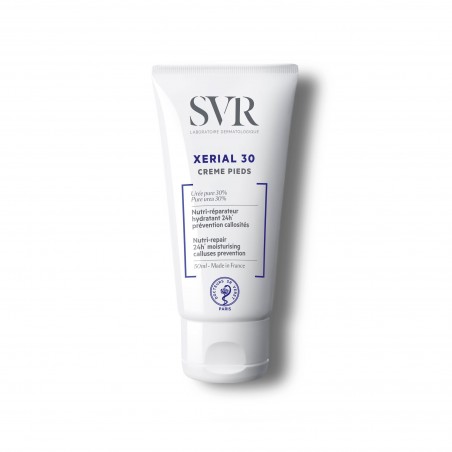 SVR
LABORATOIRE DERMATOLOGIQUE
XERIAL 30
CREME PIEDS
Urée pure 30%
Pure urea 30%
Nutri-réparateur
hydratant 24h*
prévention callosités
Nutri-repair
24h* moisturising
calluses prevention
50ml - Made in France
PARIS